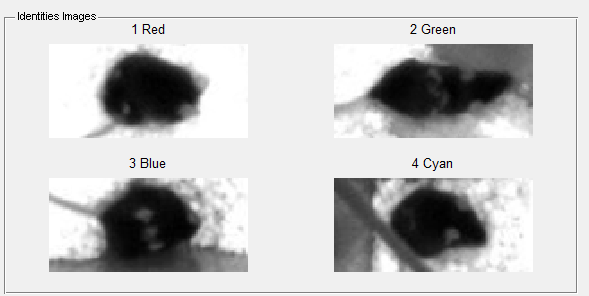 Identities Images
1 Red
2 Green
3 Blue
4 Cyan